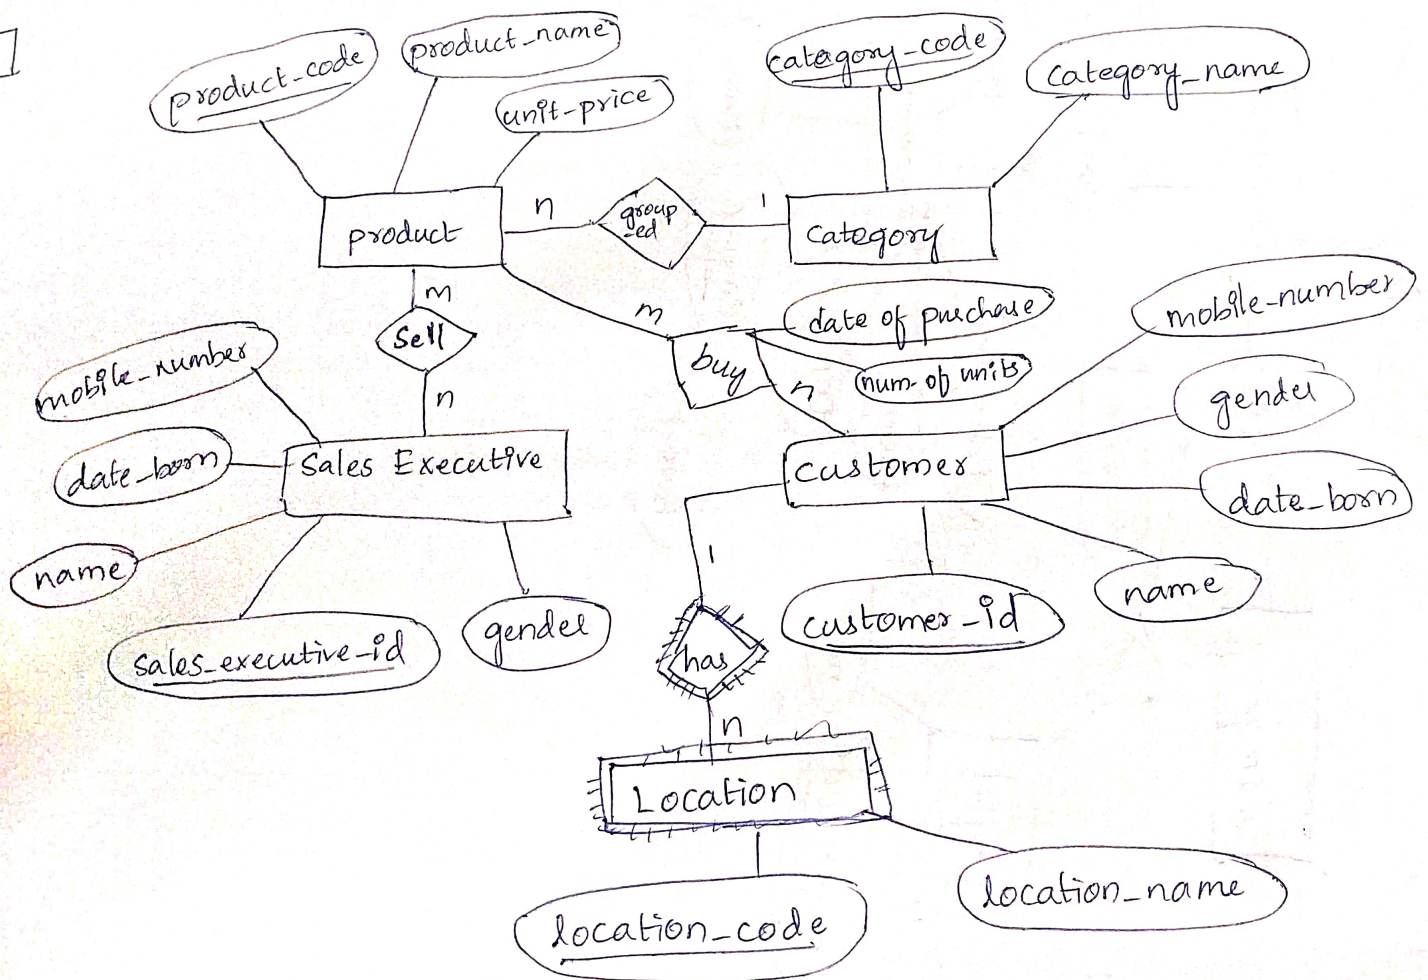 1
product_code
product_name
unit-price
category-code
category_name
product
n
group
-ed
1
category
m
Sell
n
m
buy
n
date of purchase
num-of units
mobile-number
gender
date_born
name
customer_id
customer
mobile_number
date_born
name
sales_executive_id
gender
Sales Executive
1
has
n
Location
location_code
location_name